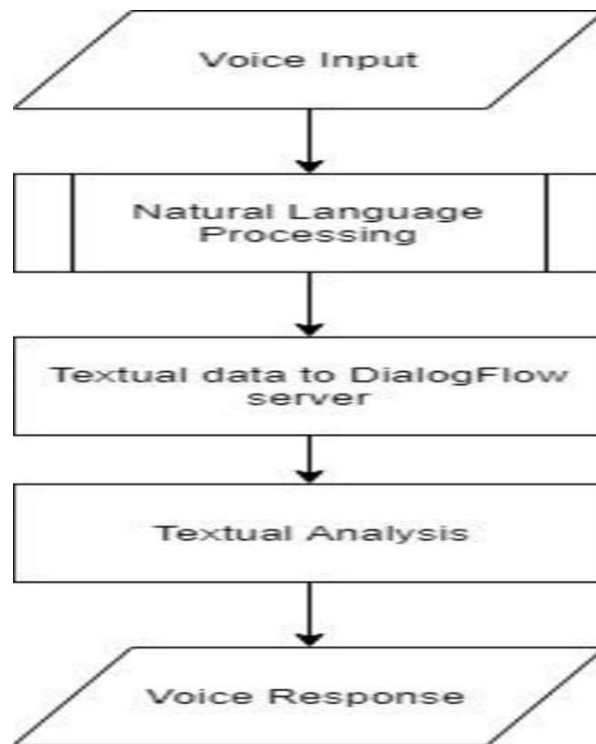 Voice Input
Natural Language
Processing
Textual data to DialogFlow
server
Textual Analysis
Voice Response